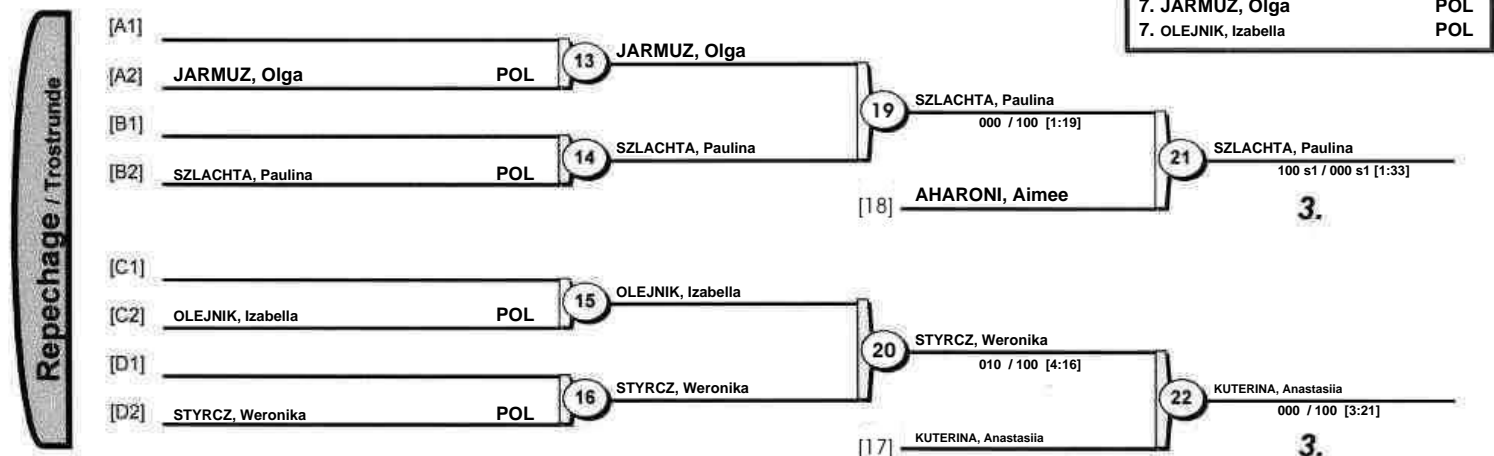 Repechage / Trostrunde
7. JARMUZ, Olga POL
7. OLEJNIK, Izabella POL
[A1]
[A2] JARMUZ, Olga POL
13 JARMUZ, Olga
[B1]
[B2] SZLACHTA, Paulina POL
14 SZLACHTA, Paulina
19 SZLACHTA, Paulina
000 / 100 [1:19]
[18] AHARONI, Aimee
21 SZLACHTA, Paulina
100 s1 / 000 s1 [1:33]
3.
[C1]
[C2] OLEJNIK, Izabella POL
15 OLEJNIK, Izabella
[D1]
[D2] STYRCZ, Weronika POL
16 STYRCZ, Weronika
20 STYRCZ, Weronika
010 / 100 [4:16]
[17] KUTERINA, Anastasiia
22 KUTERINA, Anastasiia
000 / 100 [3:21]
3.